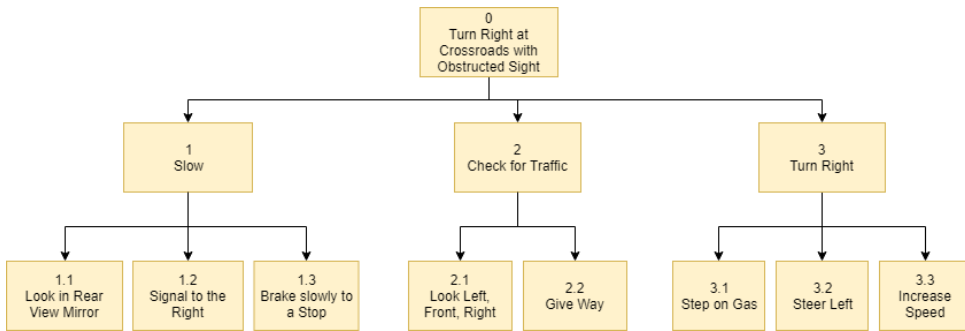 0
Turn Right at
Crossroads with
Obstructed Sight
1
Slow
2
Check for Traffic
3
Turn Right
1.1
Look in Rear
View Mirror
1.2
Signal to the
Right
1.3
Brake slowly to
a Stop
2.1
Look Left,
Front, Right
2.2
Give Way
3.1
Step on Gas
3.2
Steer Left
3.3
Increase
Speed